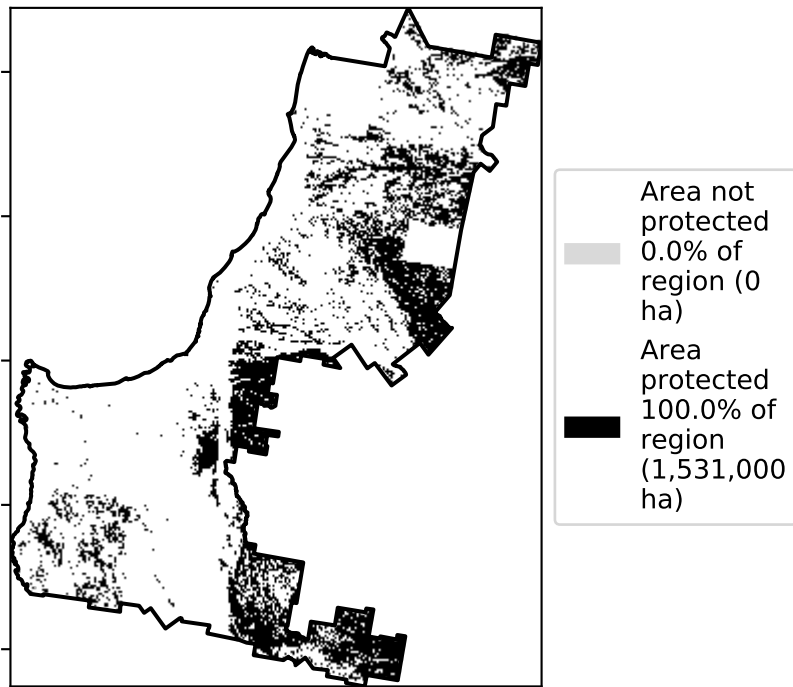 Area not
protected
0.0% of
region (0
ha)
Area
protected
100.0% of
region
(1,531,000
ha)